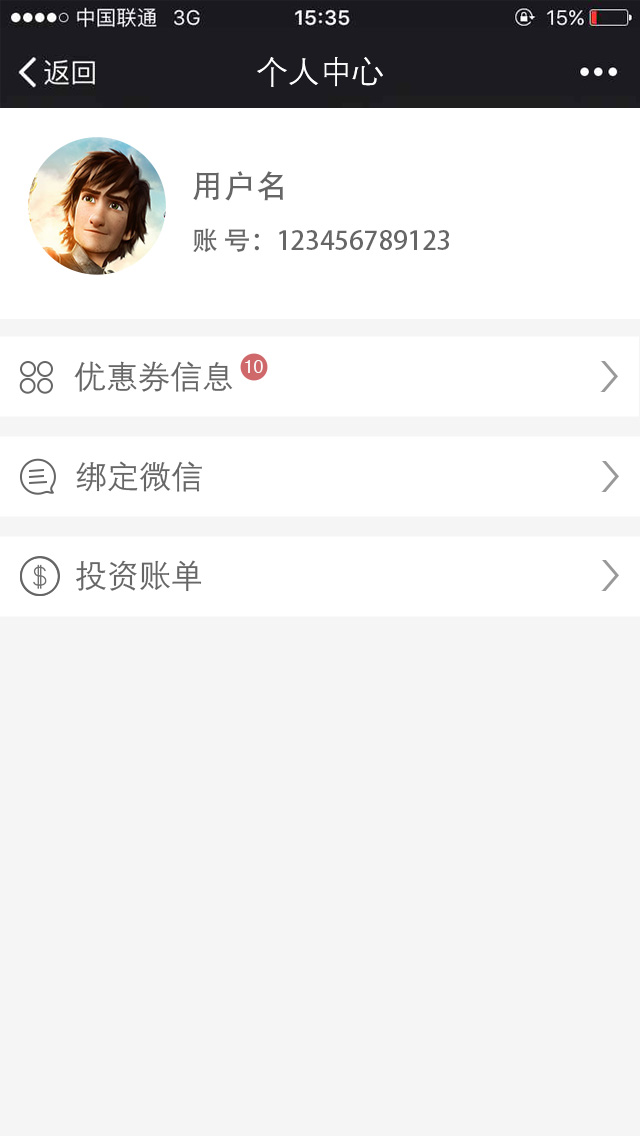 中国联通 3G 15:35 15%
返回 个人中心
用户名
账 号：123456789123
优惠券信息 10
绑定微信
投资账单